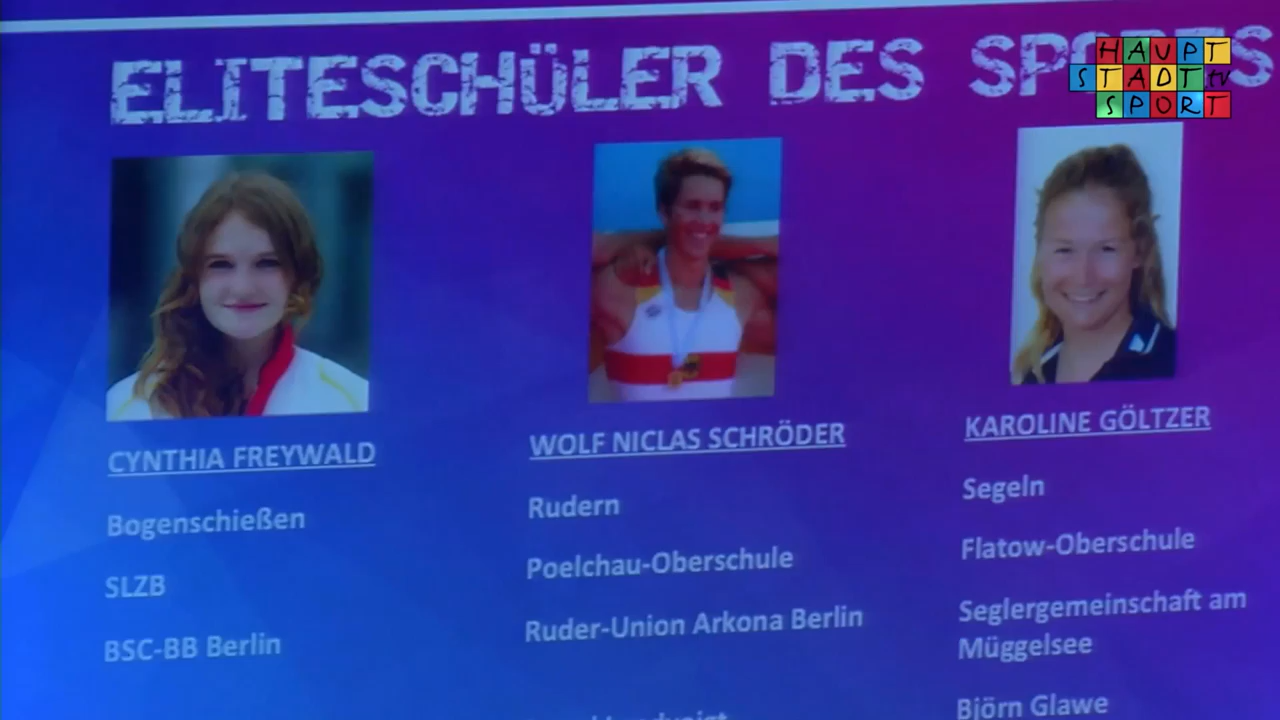 ELITESCHÜLER DES SPORTS
HAUPT
STADT tv
SPORT
CYNTHIA FREYWALD
Bogenschießen
SLZB
BSC-BB Berlin
WOLF NICLAS SCHRÖDER
Rudern
Poelchau-Oberschule
Ruder-Union Arkona Berlin
KAROLINE GÖLTZER
Segeln
Flatow-Oberschule
Seglergemeinschaft am
Müggelsee
Björn Glawe